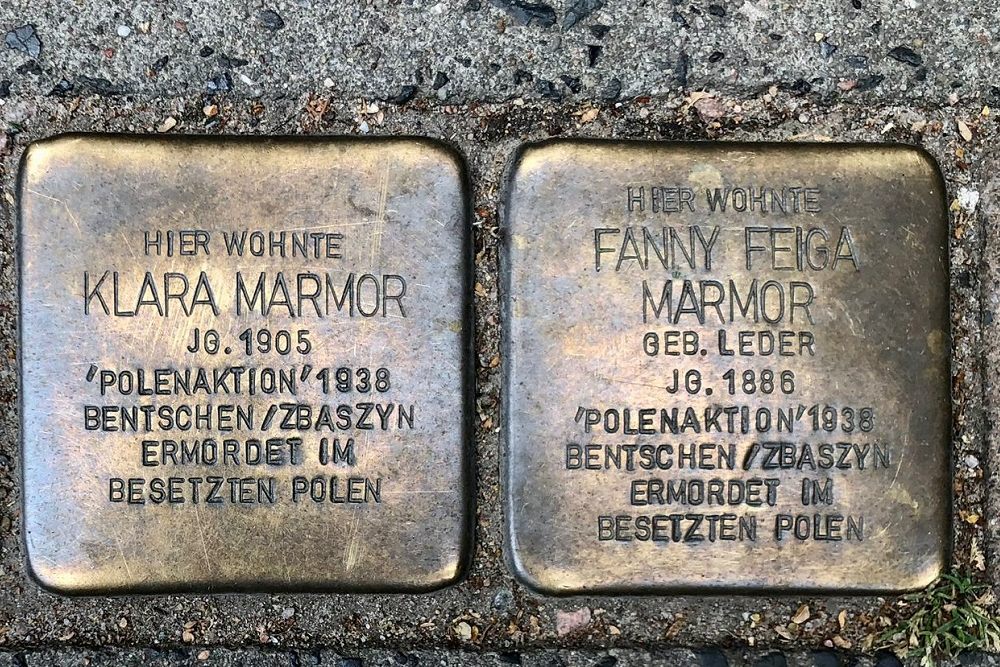 HIER WOHNTE
KLARA MARMOR
JG. 1905
'POLENAKTION' 1938
BENTSCHEN/ZBASZYN
ERMORDET IM
BESETZTEN POLEN
HIER WOHNTE
FANNY FEIGA
MARMOR
GEB. LEDER
JG. 1886
'POLENAKTION' 1938
BENTSCHEN/ZBASZYN
ERMORDET IM
BESETZTEN POLEN